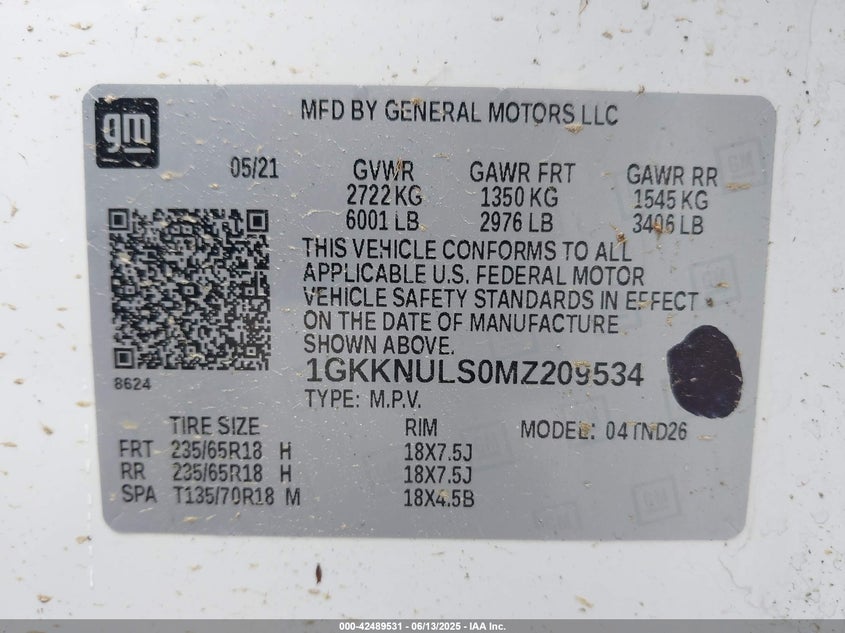 gm
MFD BY GENERAL MOTORS LLC
05/21 GVWR GAWR FRT GAWR RR
2722 KG 1350 KG 1545 KG
6001 LB 2976 LB 3406 LB
THIS VEHICLE CONFORMS TO ALL
APPLICABLE U.S. FEDERAL MOTOR
VEHICLE SAFETY STANDARDS IN EFFECT
ON THE DATE OF MANUFACTURE
SHOWN ABOVE.
1GKKNULS0MZ209534
8624
TYPE: M.P.V.
TIRE SIZE RIM MODEL: 04TND26
FRT 235/65R18 H 18X7.5J
RR 235/65R18 H 18X7.5J
SPA T135/70R18 M 18X4.5B
000-42489531 - 06/13/2025 - IAA Inc.